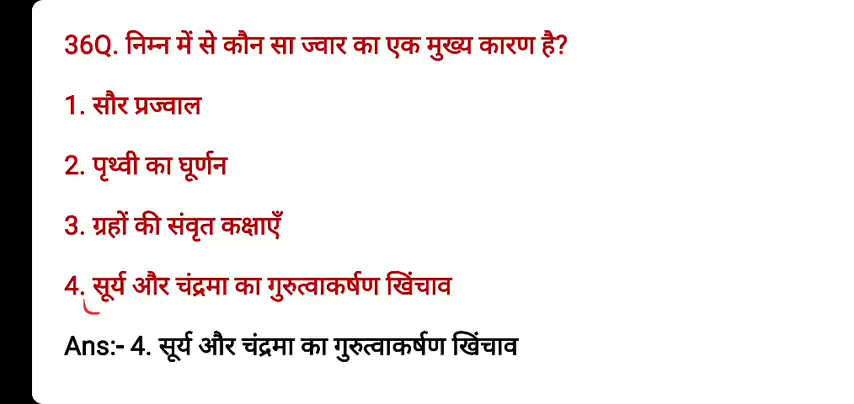 36Q. निम्न में से कौन सा ज्वार का एक मुख्य कारण है?
1. सौर प्रज्वाल
2. पृथ्वी का घूर्णन
3. ग्रहों की संवृत कक्षाएँ
4. सूर्य और चंद्रमा का गुरुत्वाकर्षण खिंचाव
Ans:- 4. सूर्य और चंद्रमा का गुरुत्वाकर्षण खिंचाव